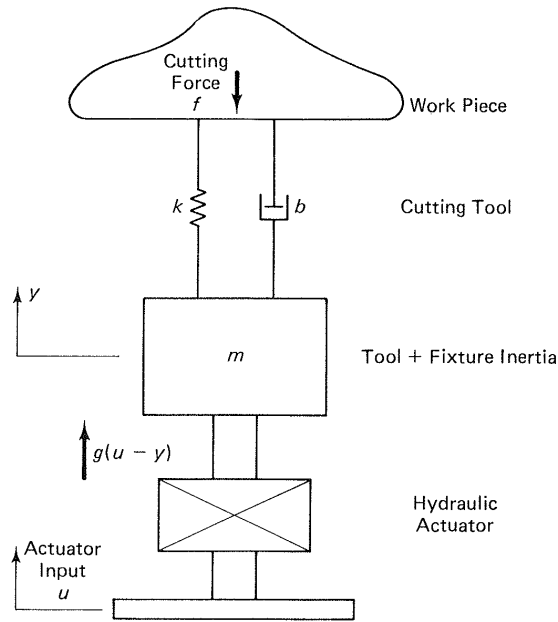 Cutting
Force
f
Work Piece
k
b
Cutting Tool
y
m
Tool + Fixture Inertia
g(u − y)
Hydraulic
Actuator
Actuator
Input
u